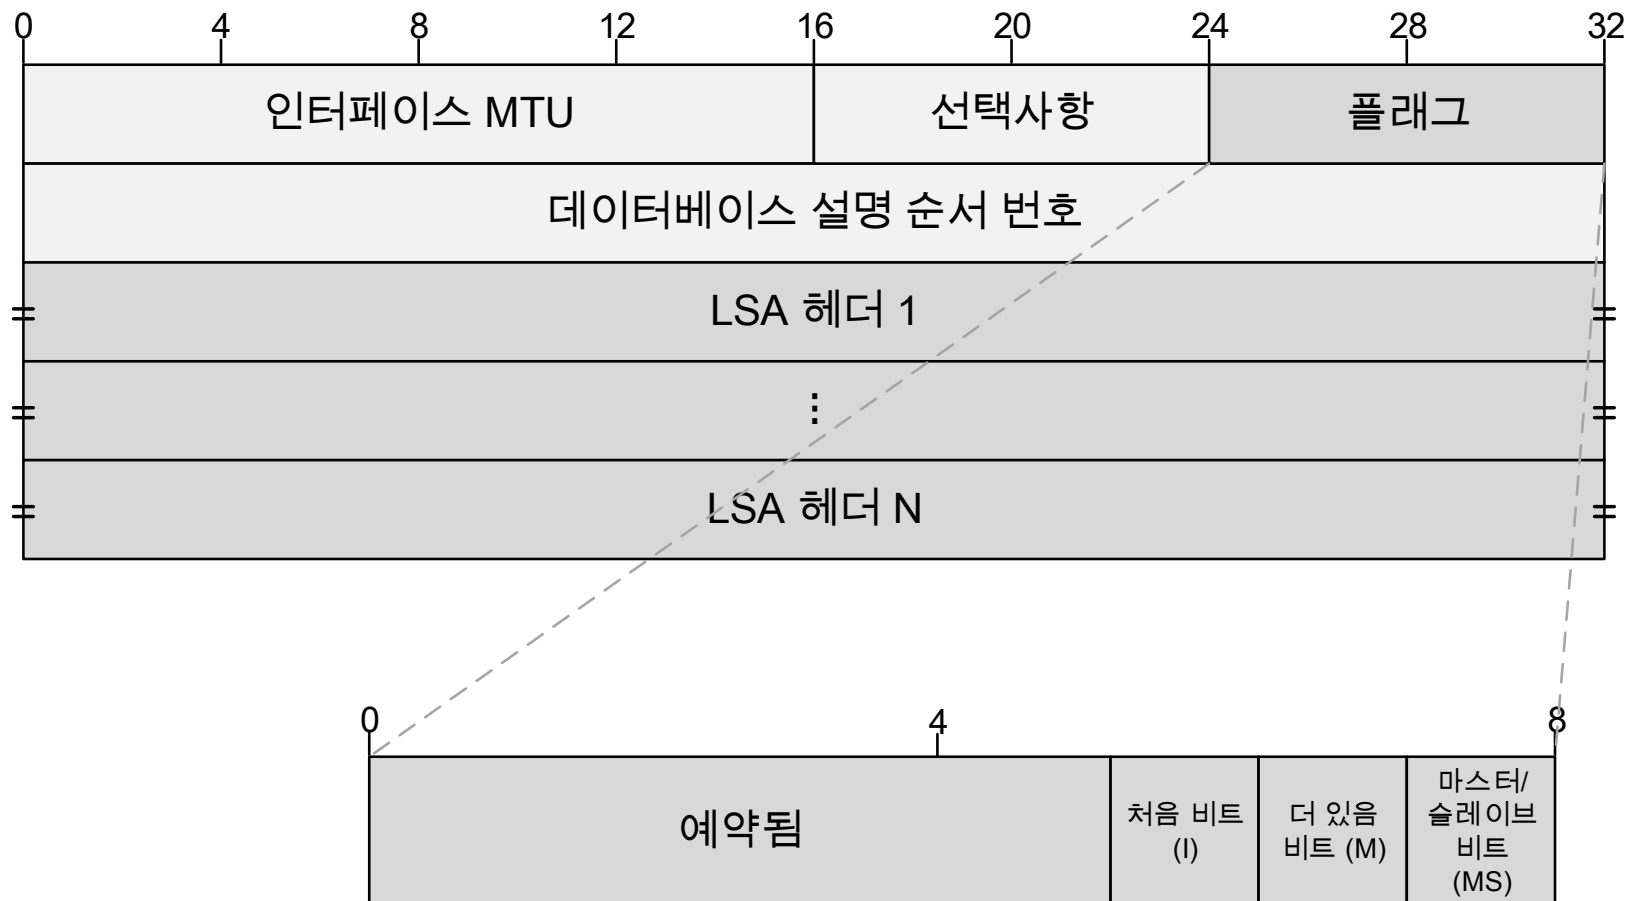 0 4 8 12 16 20 24 28 32
인터페이스 MTU 선택사항 플래그
데이터베이스 설명 순서 번호
LSA 헤더 1
⋮
LSA 헤더 N
0 4 8
예약됨
처음 비트
(I)
더 있음
비트 (M)
마스터/
슬레이브
비트
(MS)